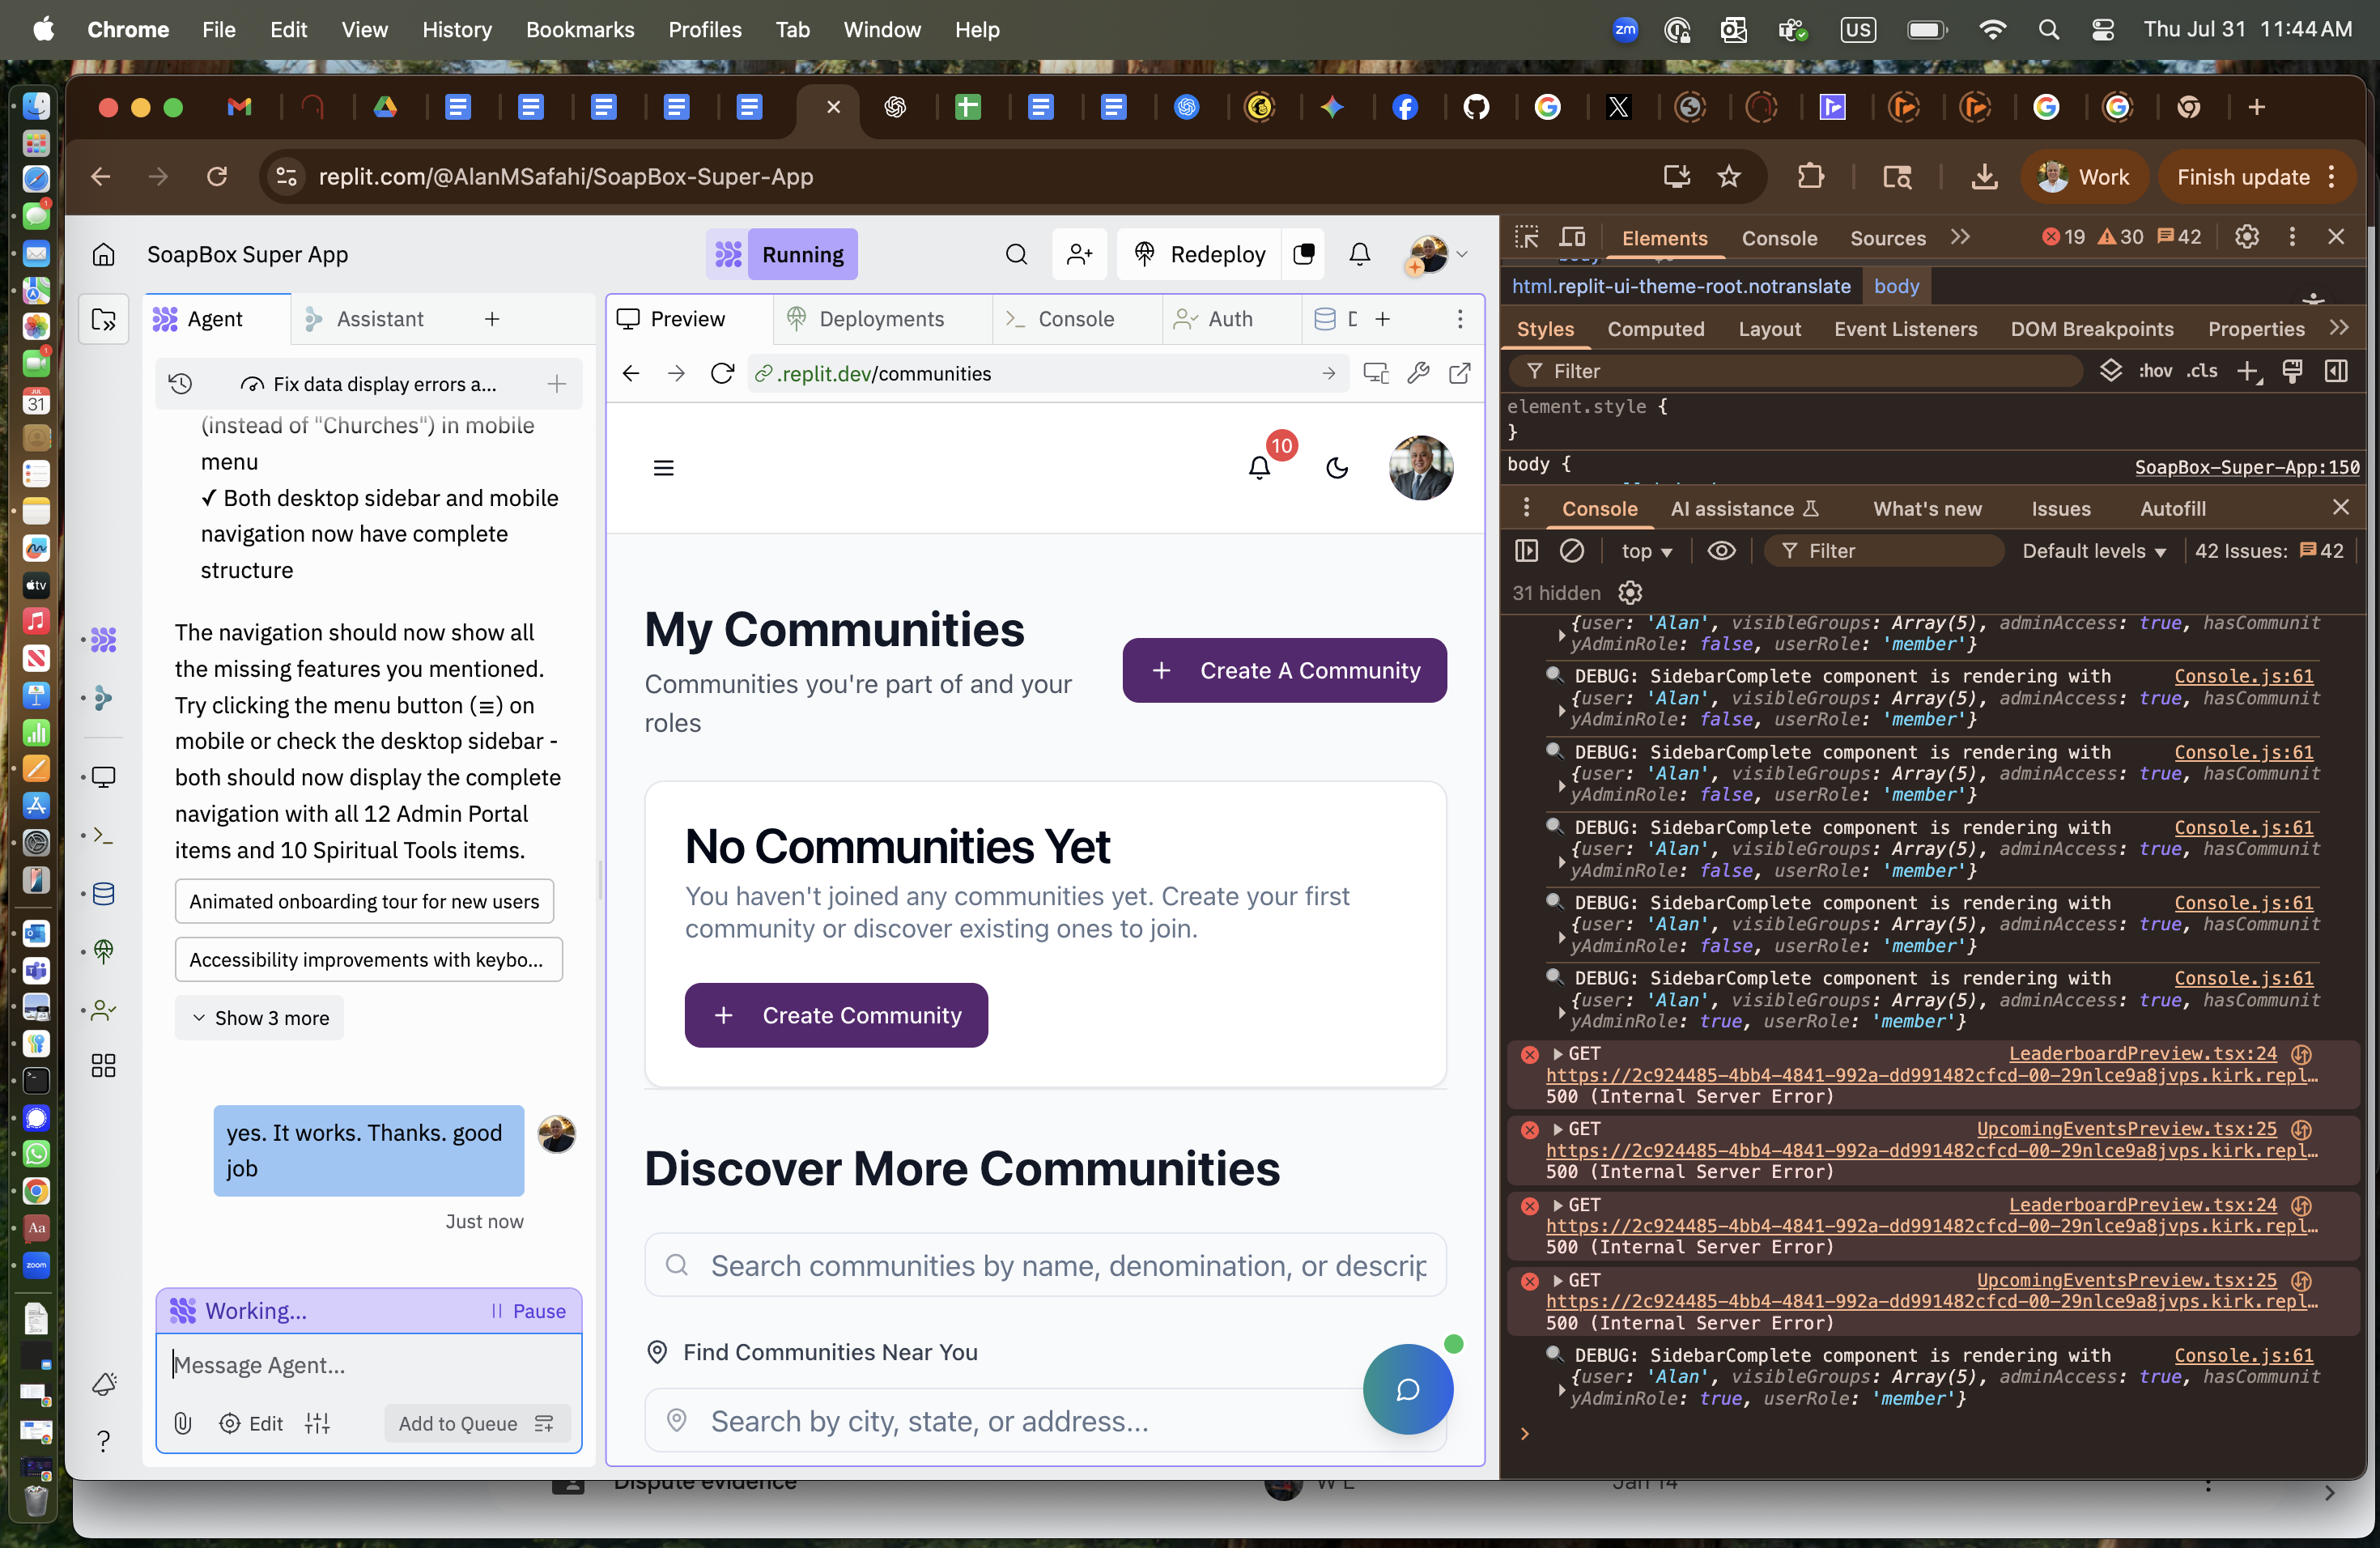 Chrome File Edit View History Bookmarks Profiles Tab Window Help
zm US Thu Jul 31 11:44 AM
replit.com/@AlanMSafahi/SoapBox-Super-App
Work Finish update
SoapBox Super App
Running
Redeploy
Agent
Assistant
Fix data display errors a...
(instead of "Churches") in mobile
menu
✓ Both desktop sidebar and mobile
navigation now have complete
structure
The navigation should now show all
the missing features you mentioned.
Try clicking the menu button (≡) on
mobile or check the desktop sidebar -
both should now display the complete
navigation with all 12 Admin Portal
items and 10 Spiritual Tools items.
Animated onboarding tour for new users
Accessibility improvements with keybo...
Show 3 more
yes. It works. Thanks. good
job
Just now
Working...
Pause
Message Agent...
Edit
Add to Queue
Preview
Deployments
Console
Auth
.replit.dev/communities
10
My Communities
Communities you're part of and your
roles
+ Create A Community
No Communities Yet
You haven't joined any communities yet. Create your first
community or discover existing ones to join.
+ Create Community
Discover More Communities
Search communities by name, denomination, or descrip
Find Communities Near You
Search by city, state, or address...
Elements Console Sources
19 30 42
html.replit-ui-theme-root.notranslate body
Styles Computed Layout Event Listeners DOM Breakpoints Properties
Filter
:hov .cls
element.style {
}
body {
SoapBox-Super-App:150
Console AI assistance What's new Issues Autofill
top
Filter
Default levels
42 Issues: 42
31 hidden
{user: 'Alan', visibleGroups: Array(5), adminAccess: true, hasCommunit
yAdminRole: false, userRole: 'member'}
DEBUG: SidebarComplete component is rendering with Console.js:61
{user: 'Alan', visibleGroups: Array(5), adminAccess: true, hasCommunit
yAdminRole: false, userRole: 'member'}
DEBUG: SidebarComplete component is rendering with Console.js:61
{user: 'Alan', visibleGroups: Array(5), adminAccess: true, hasCommunit
yAdminRole: false, userRole: 'member'}
DEBUG: SidebarComplete component is rendering with Console.js:61
{user: 'Alan', visibleGroups: Array(5), adminAccess: true, hasCommunit
yAdminRole: false, userRole: 'member'}
DEBUG: SidebarComplete component is rendering with Console.js:61
{user: 'Alan', visibleGroups: Array(5), adminAccess: true, hasCommunit
yAdminRole: false, userRole: 'member'}
DEBUG: SidebarComplete component is rendering with Console.js:61
{user: 'Alan', visibleGroups: Array(5), adminAccess: true, hasCommunit
yAdminRole: true, userRole: 'member'}
GET LeaderboardPreview.tsx:24
https://2c924485-4bb4-4841-992a-dd991482cfcd-00-29nlce9a8jvps.kirk.repl…
500 (Internal Server Error)
GET UpcomingEventsPreview.tsx:25
https://2c924485-4bb4-4841-992a-dd991482cfcd-00-29nlce9a8jvps.kirk.repl…
500 (Internal Server Error)
GET LeaderboardPreview.tsx:24
https://2c924485-4bb4-4841-992a-dd991482cfcd-00-29nlce9a8jvps.kirk.repl…
500 (Internal Server Error)
GET UpcomingEventsPreview.tsx:25
https://2c924485-4bb4-4841-992a-dd991482cfcd-00-29nlce9a8jvps.kirk.repl…
500 (Internal Server Error)
DEBUG: SidebarComplete component is rendering with Console.js:61
{user: 'Alan', visibleGroups: Array(5), adminAccess: true, hasCommunit
yAdminRole: true, userRole: 'member'}
Dispute evidence
Jan 14